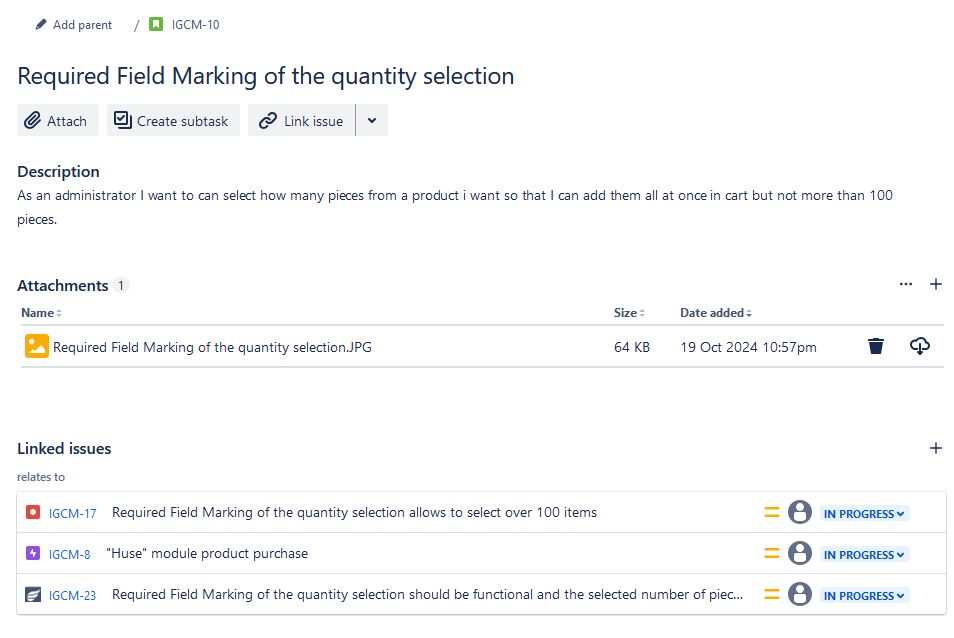 Add parent / IGCM-10
Required Field Marking of the quantity selection
Attach Create subtask Link issue
Description
As an administrator I want to can select how many pieces from a product i want so that I can add them all at once in cart but not more than 100
pieces.
Attachments 1
Name Size Date added
Required Field Marking of the quantity selection.JPG 64 KB 19 Oct 2024 10:57pm
Linked issues
relates to
IGCM-17 Required Field Marking of the quantity selection allows to select over 100 items IN PROGRESS
IGCM-8 "Huse" module product purchase IN PROGRESS
IGCM-23 Required Field Marking of the quantity selection should be functional and the selected number of piec... IN PROGRESS